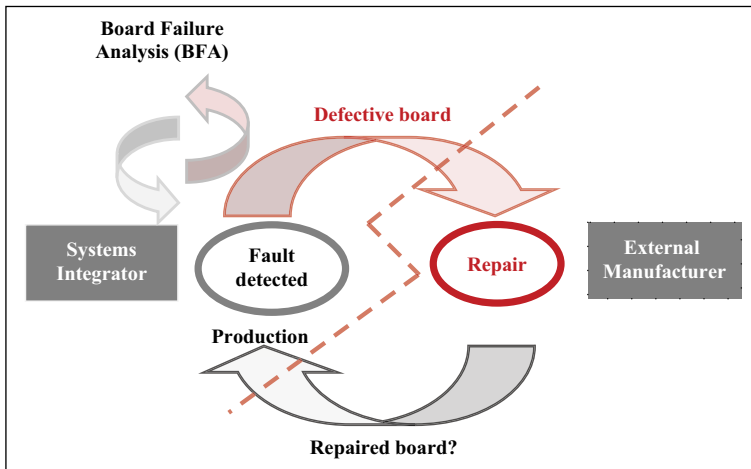 Board Failure
Analysis (BFA)
Defective board
Systems
Integrator
Fault
detected
Repair
External
Manufacturer
Production
Repaired board?